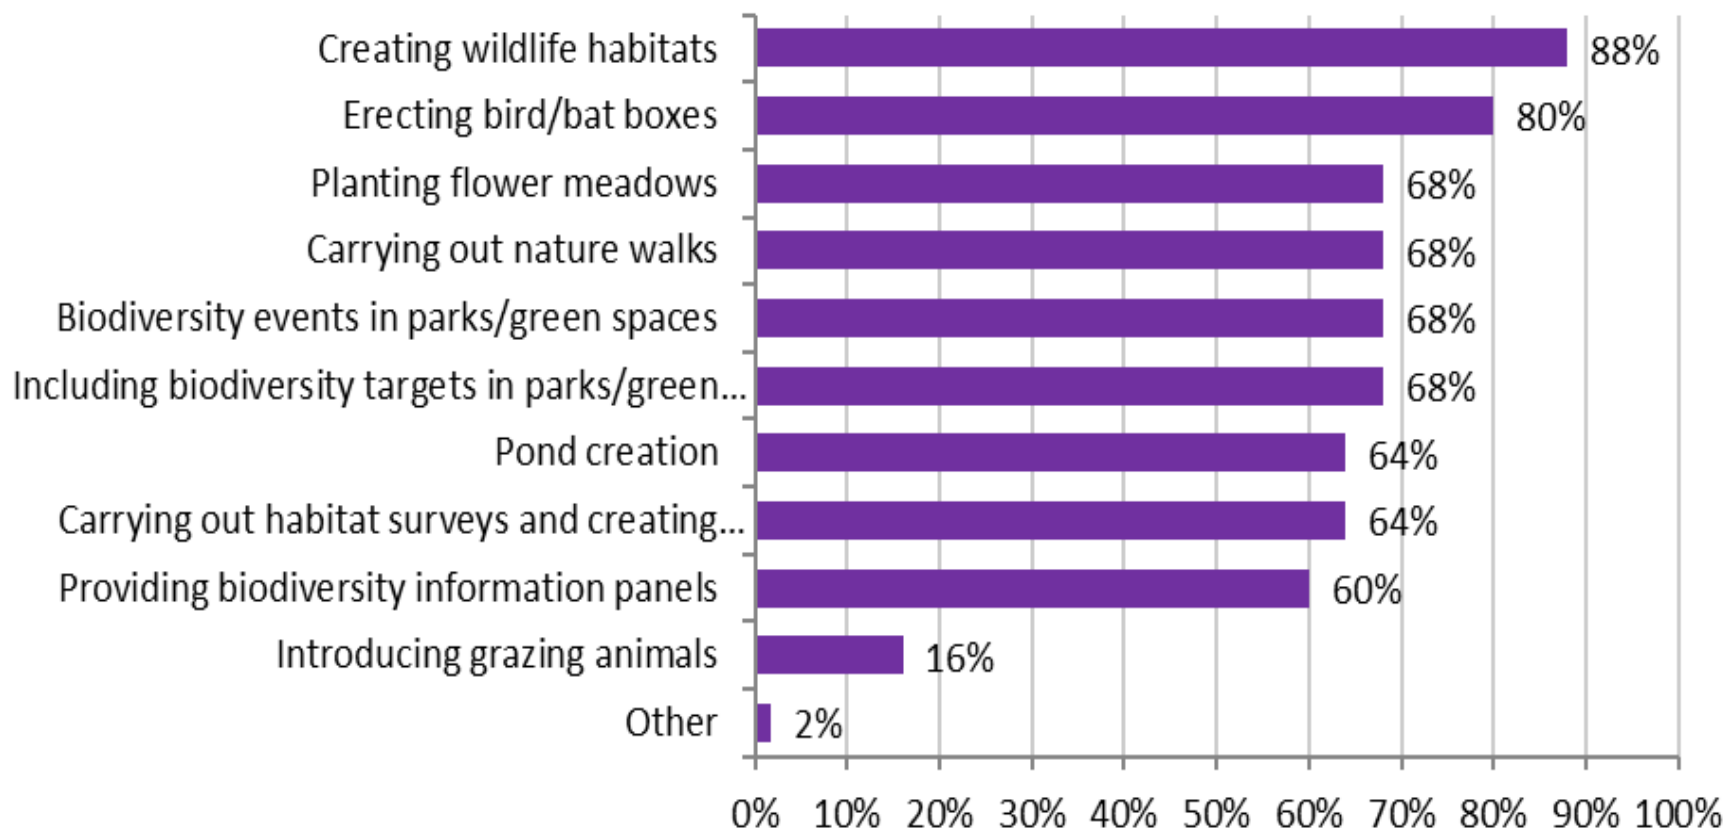 Creating wildlife habitats 88%
Erecting bird/bat boxes 80%
Planting flower meadows 68%
Carrying out nature walks 68%
Biodiversity events in parks/green spaces 68%
Including biodiversity targets in parks/green... 68%
Pond creation 64%
Carrying out habitat surveys and creating... 64%
Providing biodiversity information panels 60%
Introducing grazing animals 16%
Other 2%
0% 10% 20% 30% 40% 50% 60% 70% 80% 90% 100%